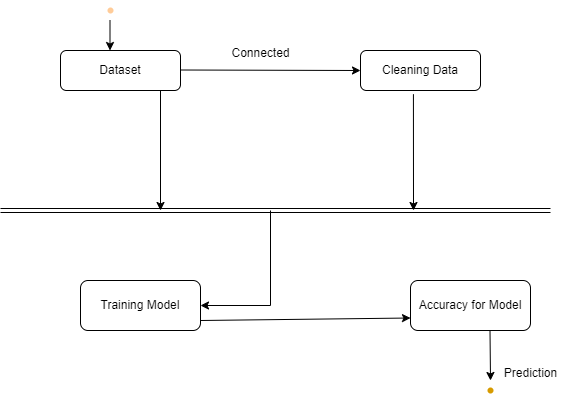 Connected
Dataset
Cleaning Data
Training Model
Accuracy for Model
Prediction